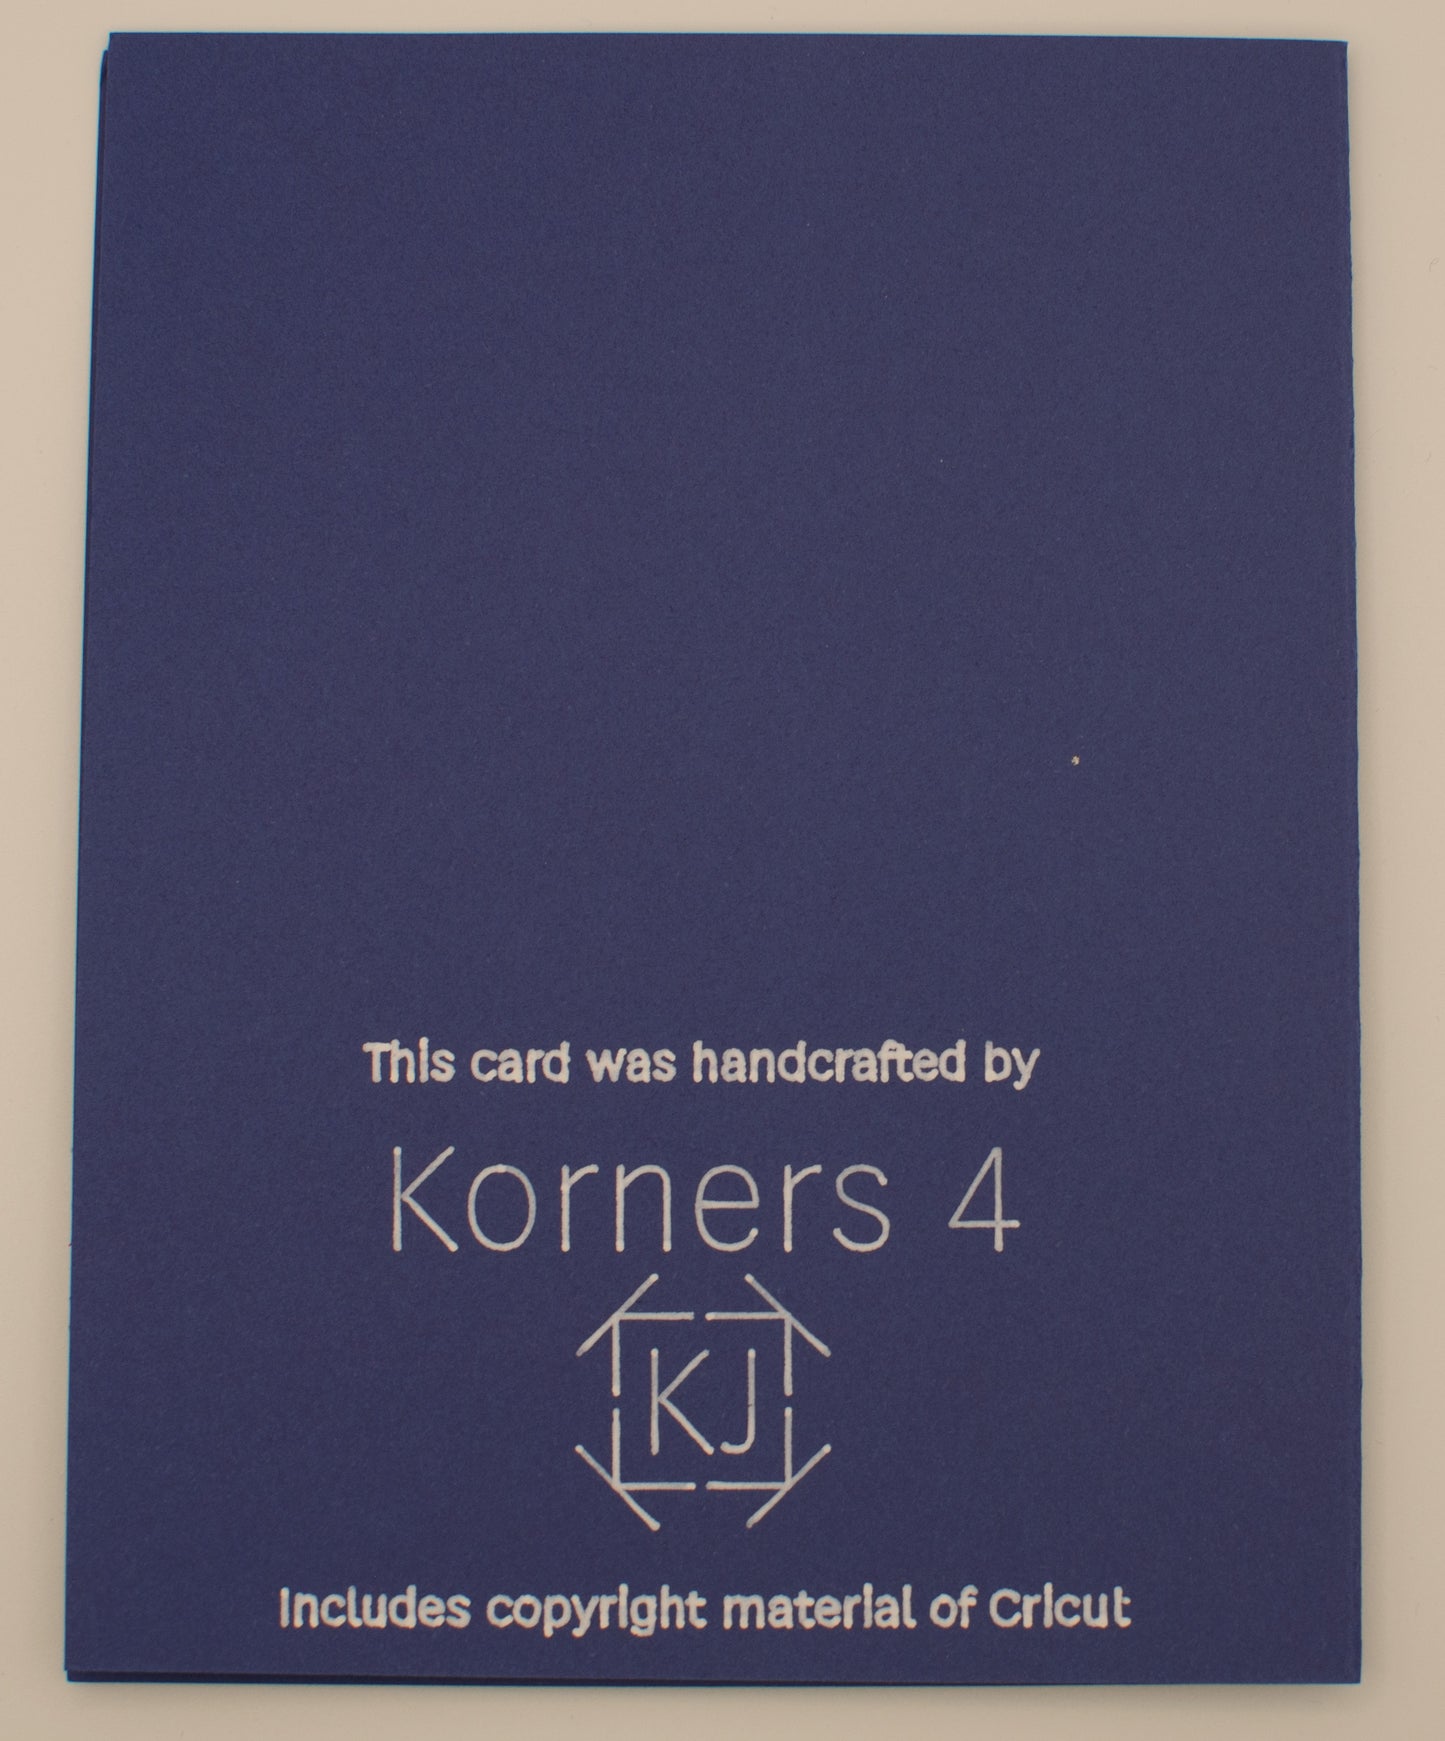 This card was handcrafted by
Korners 4
KJ
Includes copyright material of Cricut